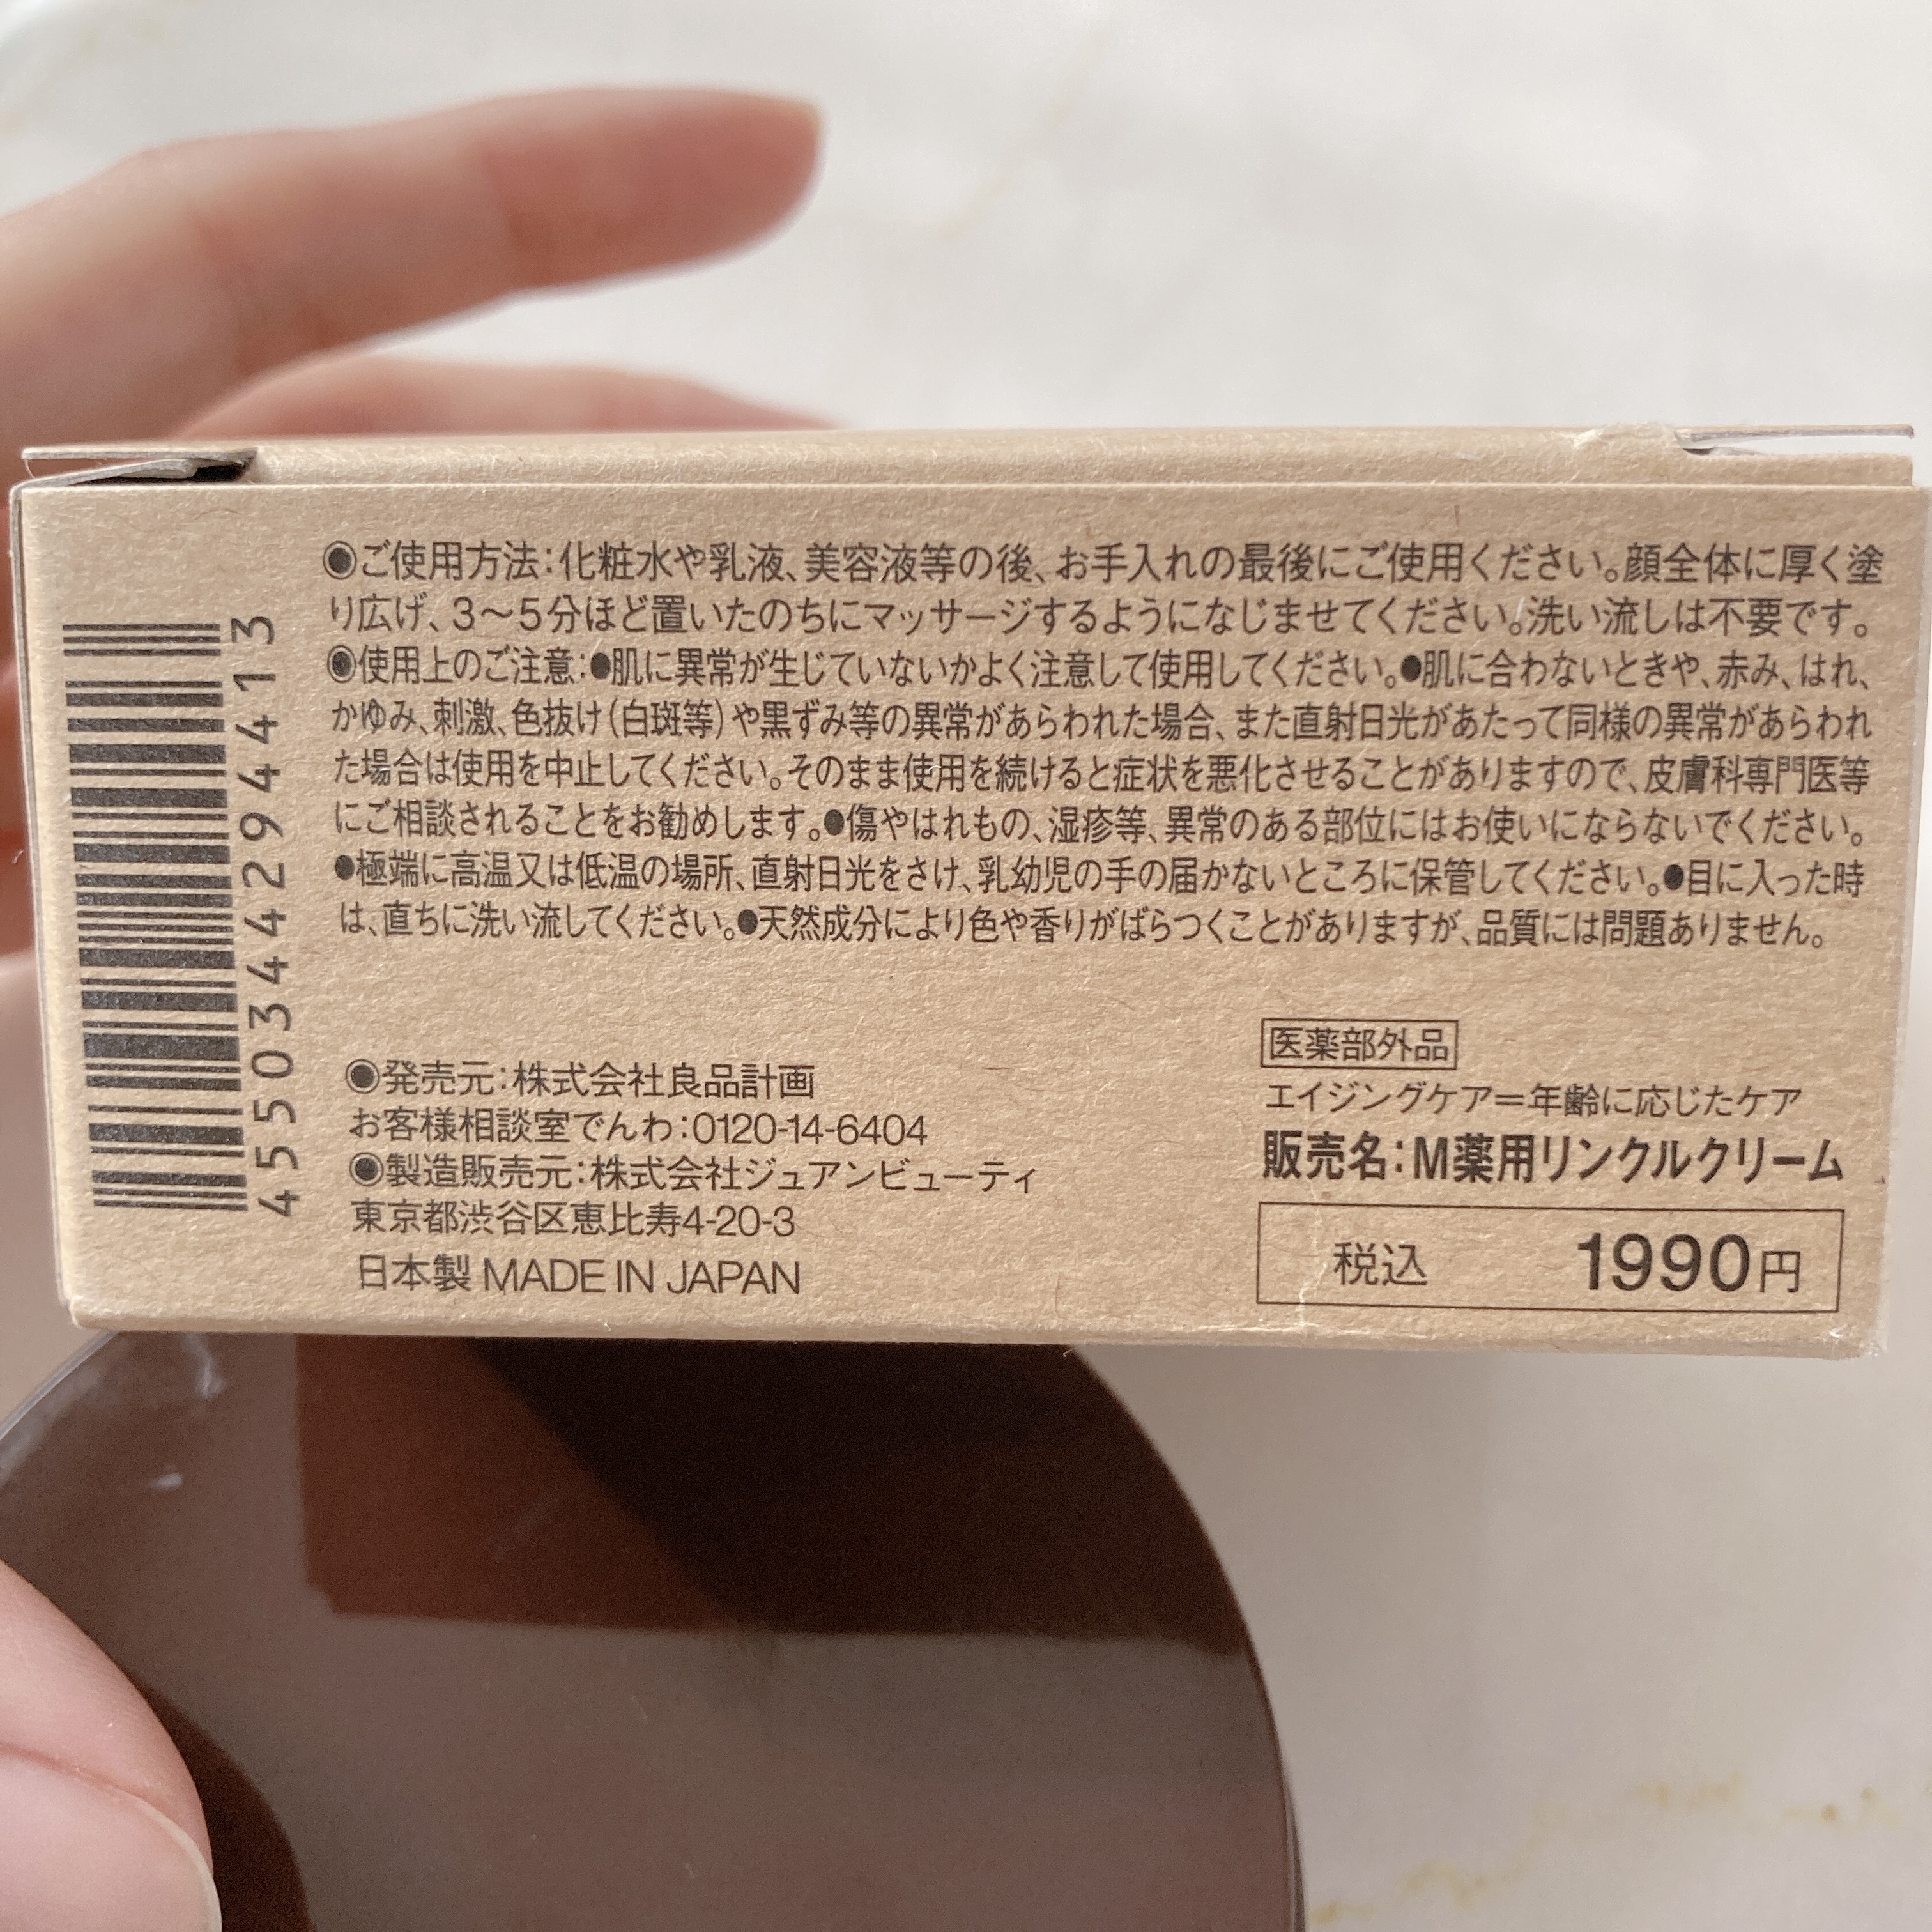 ◉ご使用方法：化粧水や乳液、美容液等の後、お手入れの最後にご使用ください。顔全体に厚く塗
り広げ、3〜5分ほど置いたのちにマッサージするようになじませてください。洗い流しは不要です。
◉使用上のご注意：●肌に異常が生じていないかよく注意して使用してください。●肌に合わないときや、赤み、はれ、
かゆみ、刺激、色抜け（白斑等）や黒ずみ等の異常があらわれた場合、また直射日光があたって同様の異常があらわれ
た場合は使用を中止してください。そのまま使用を続けると症状を悪化させることがありますので、皮膚科専門医等
にご相談されることをお勧めします。●傷やはれもの、湿疹等、異常のある部位にはお使いにならないでください。
●極端に高温又は低温の場所、直射日光をさけ、乳幼児の手の届かないところに保管してください。●目に入った時
は、直ちに洗い流してください。●天然成分により色や香りがばらつくことがありますが、品質には問題ありません。
4550344294413
◉発売元：株式会社良品計画
お客様相談室でんわ：0120-14-6404
◉製造販売元：株式会社ジュアンビューティ
東京都渋谷区恵比寿4-20-3
日本製 MADE IN JAPAN
医薬部外品
エイジングケア＝年齢に応じたケア
販売名：M薬用リンクルクリーム
税込 1990円